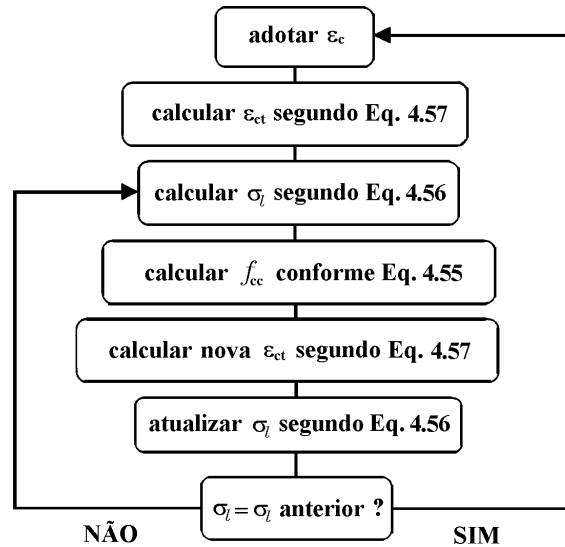 adotar εc
calcular εct segundo Eq. 4.57
calcular σl segundo Eq. 4.56
calcular fcc conforme Eq. 4.55
calcular nova εct segundo Eq. 4.57
atualizar σl segundo Eq. 4.56
σl = σl anterior ?
NÃO
SIM